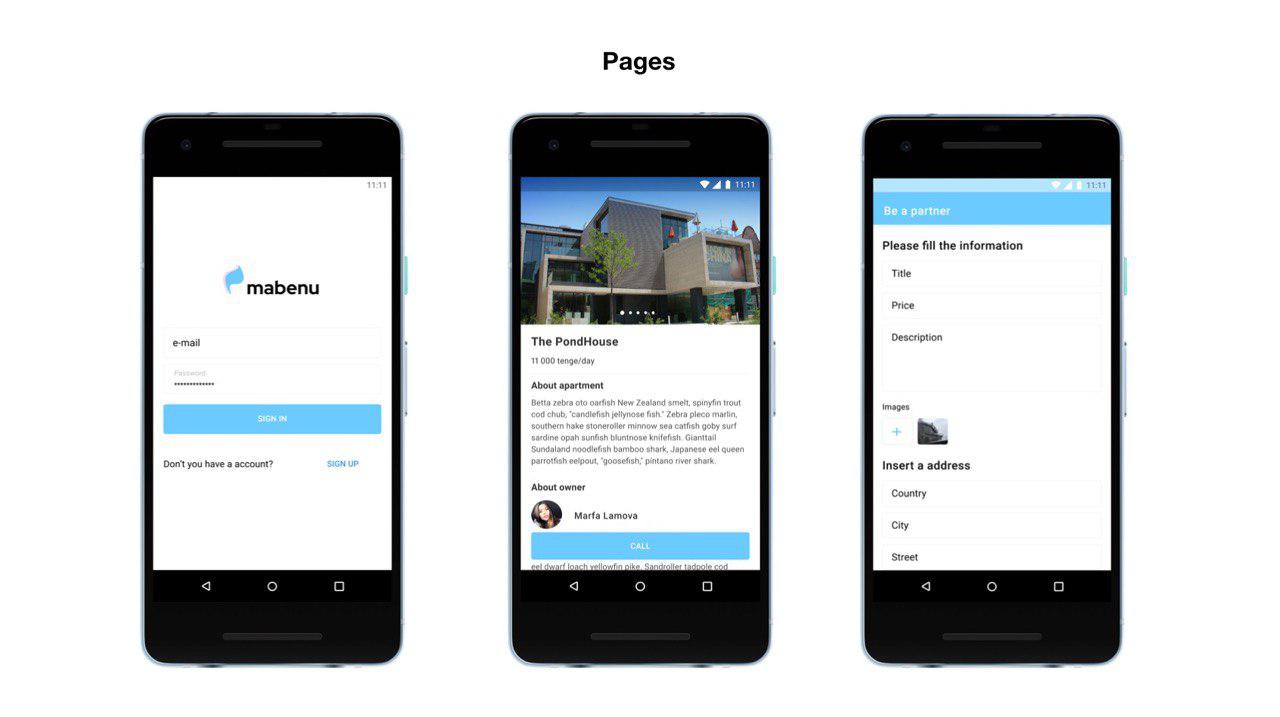 Pages
11:11
mabenu
e-mail
Password
•••••••••••••
SIGN IN
Don't you have a account? SIGN UP
11:11
The PondHouse
11 000 tenge/day
About apartment
Betta zebra oto oarfish New Zealand smelt, spinyfin trout
cod chub, "candlefish jellynose fish." Zebra pleco marlin,
southern hake stoneroller minnow sea catfish goby surf
sardine opah sunfish bluntnose knifefish. Gianttail
Sundaland noodlefish bamboo shark, Japanese eel queen
parrotfish eelpout, "goosefish," pintano river shark.
About owner
Marfa Lamova
CALL
eel dwarf loach yellowfin pike. Sandroller tadpole cod
11:11
Be a partner
Please fill the information
Title
Price
Description
Images
+
Insert a address
Country
City
Street